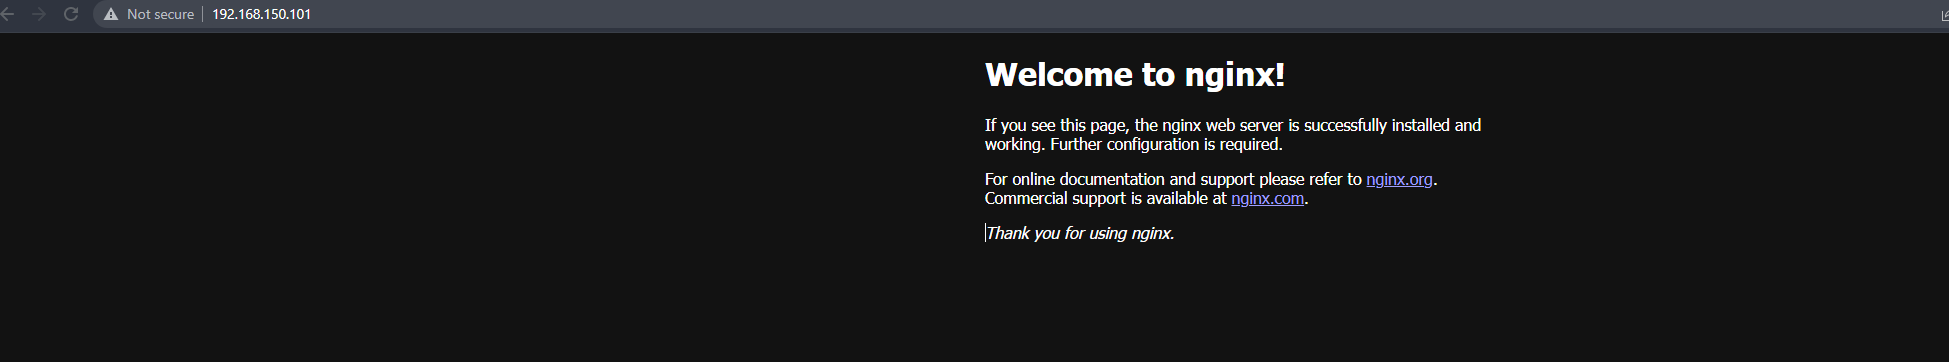 Not secure 192.168.150.101
Welcome to nginx!
If you see this page, the nginx web server is successfully installed and
working. Further configuration is required.
For online documentation and support please refer to nginx.org.
Commercial support is available at nginx.com.
Thank you for using nginx.